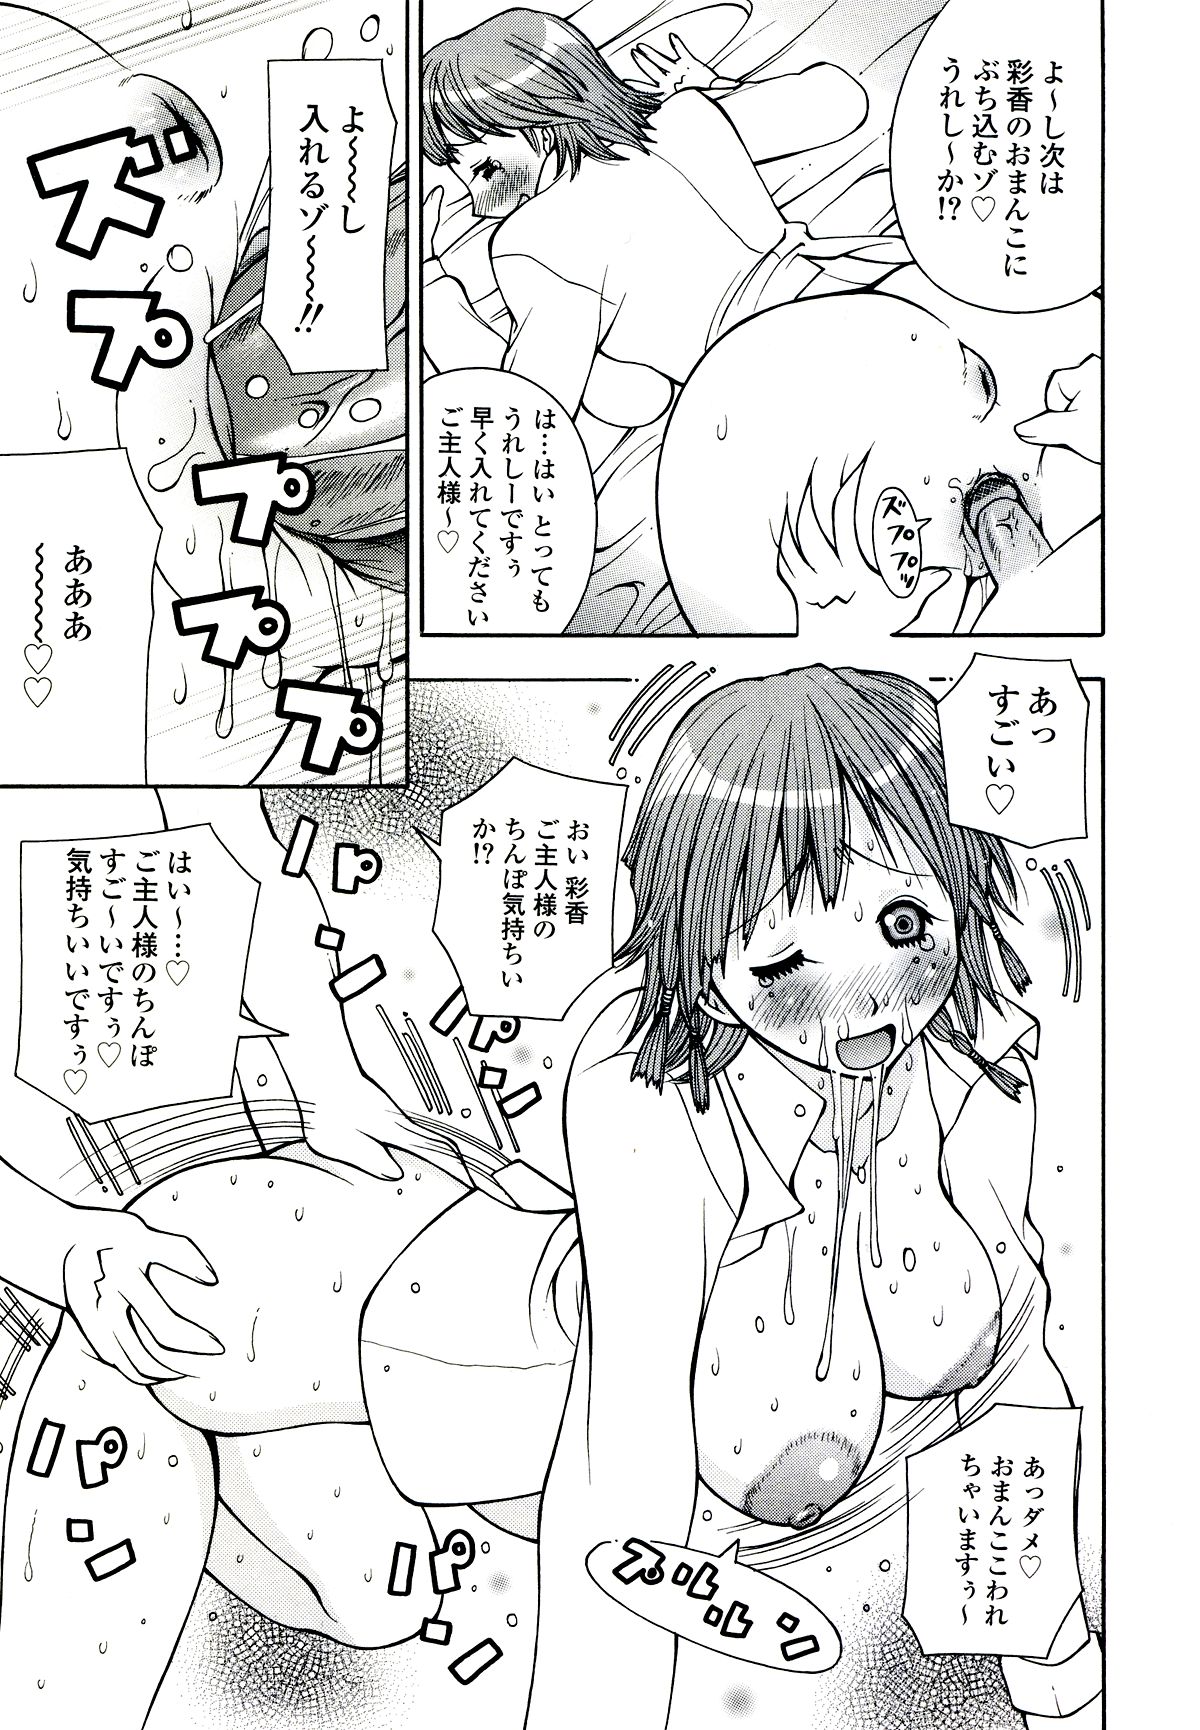 よ～し次は
彩香のおまんこに
ぶち込むゾ♡
うれし～か!?
は…はい とっても
うれしーですぅ
早く入れてください
ご主人様～♡
ズプププッ
よ～～～し
入れるゾ～～～!!
ズプププププ
あああ
～～～～♡♡
あっ
すごい♡
おい 彩香
ご主人様の
ちんぽ気持ちい
か!?
はい～…♡
ご主人様のちんぽ
すご～いですぅ♡
気持ちいいですぅ♡
パン
パン
パン
パン
パン
あっダメ♡
おまんここわれ
ちゃいますぅ～
ブルルン